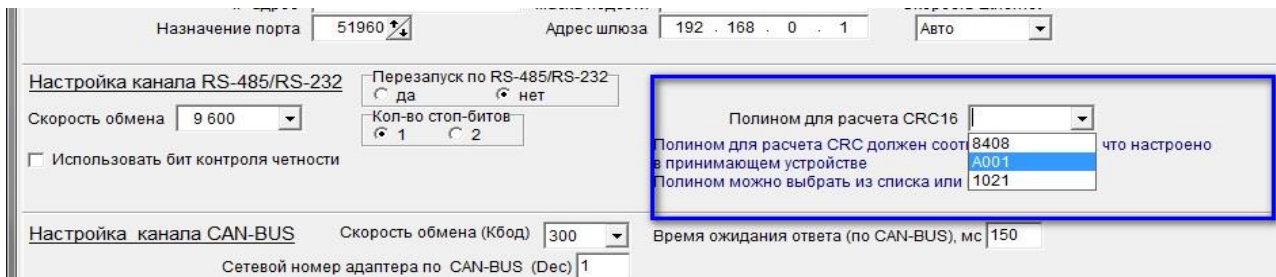 Назначение порта 51960 Адрес шлюза 192 . 168 . 0 . 1 Авто
Настройка канала RS-485/RS-232
Перезапуск по RS-485/RS-232
да нет
Скорость обмена 9 600
Кол-во стоп-битов
1 2
Использовать бит контроля четности
Полином для расчета CRC16
8408
A001
1021
Полином для расчета CRC должен что настроено
в принимающем устройстве
Полином можно выбрать из списка или
Настройка канала CAN-BUS Скорость обмена (Кбод) 300 Время ожидания ответа (по CAN-BUS), мс 150
Сетевой номер адаптера по CAN-BUS (Dec) 1